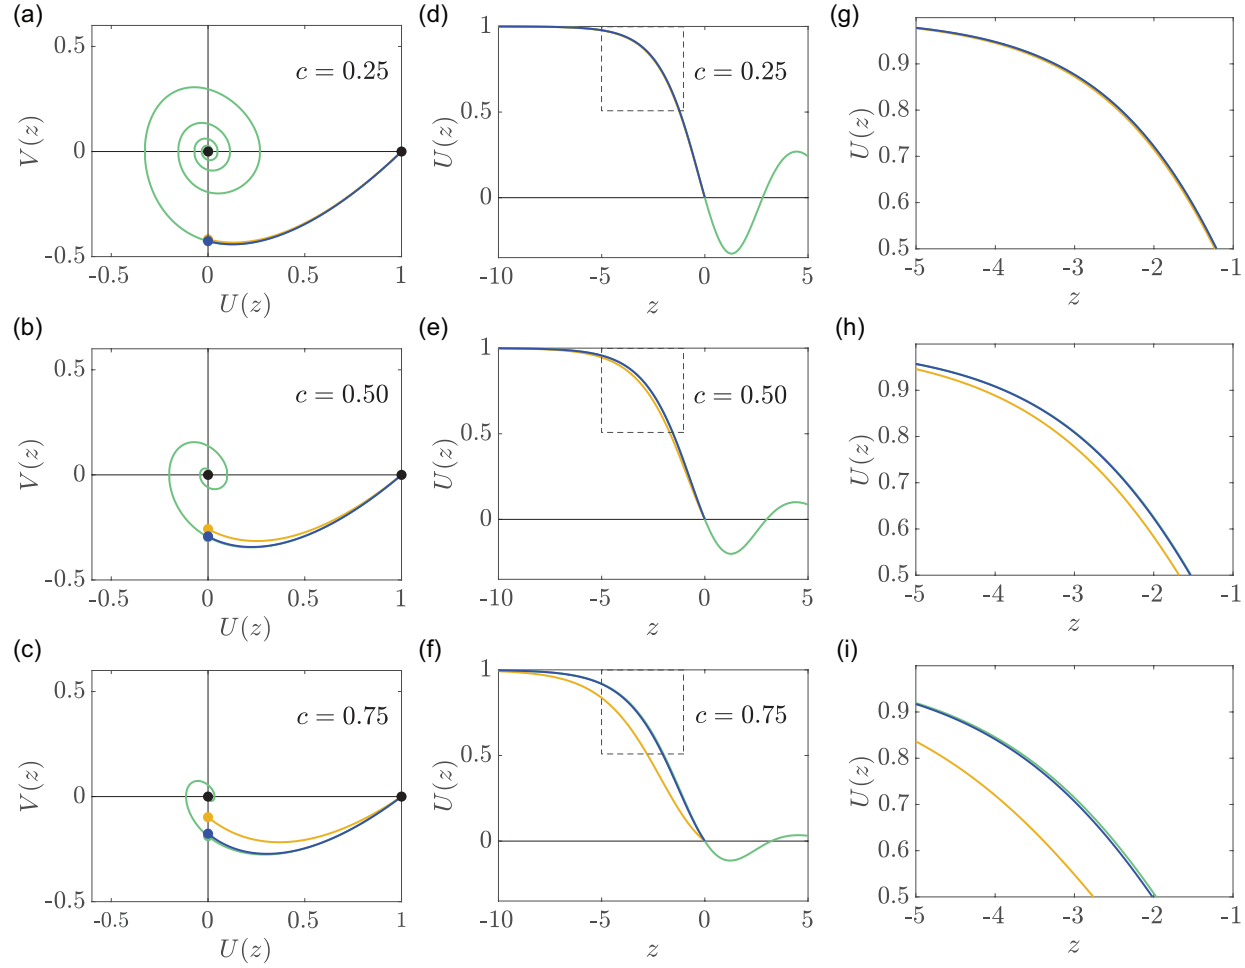 (a)
0.5
0
-0.5
V(z)
c = 0.25
-0.5 0 0.5 1
U(z)
(d)
1
0.5
0
U(z)
c = 0.25
-10 -5 0 5
z
(g)
0.9
0.8
0.7
0.6
0.5
U(z)
-5 -4 -3 -2 -1
z
(b)
0.5
0
-0.5
V(z)
c = 0.50
-0.5 0 0.5 1
U(z)
(e)
1
0.5
0
U(z)
c = 0.50
-10 -5 0 5
z
(h)
0.9
0.8
0.7
0.6
0.5
U(z)
-5 -4 -3 -2 -1
z
(c)
0.5
0
-0.5
V(z)
c = 0.75
-0.5 0 0.5 1
U(z)
(f)
1
0.5
0
U(z)
c = 0.75
-10 -5 0 5
z
(i)
0.9
0.8
0.7
0.6
0.5
U(z)
-5 -4 -3 -2 -1
z